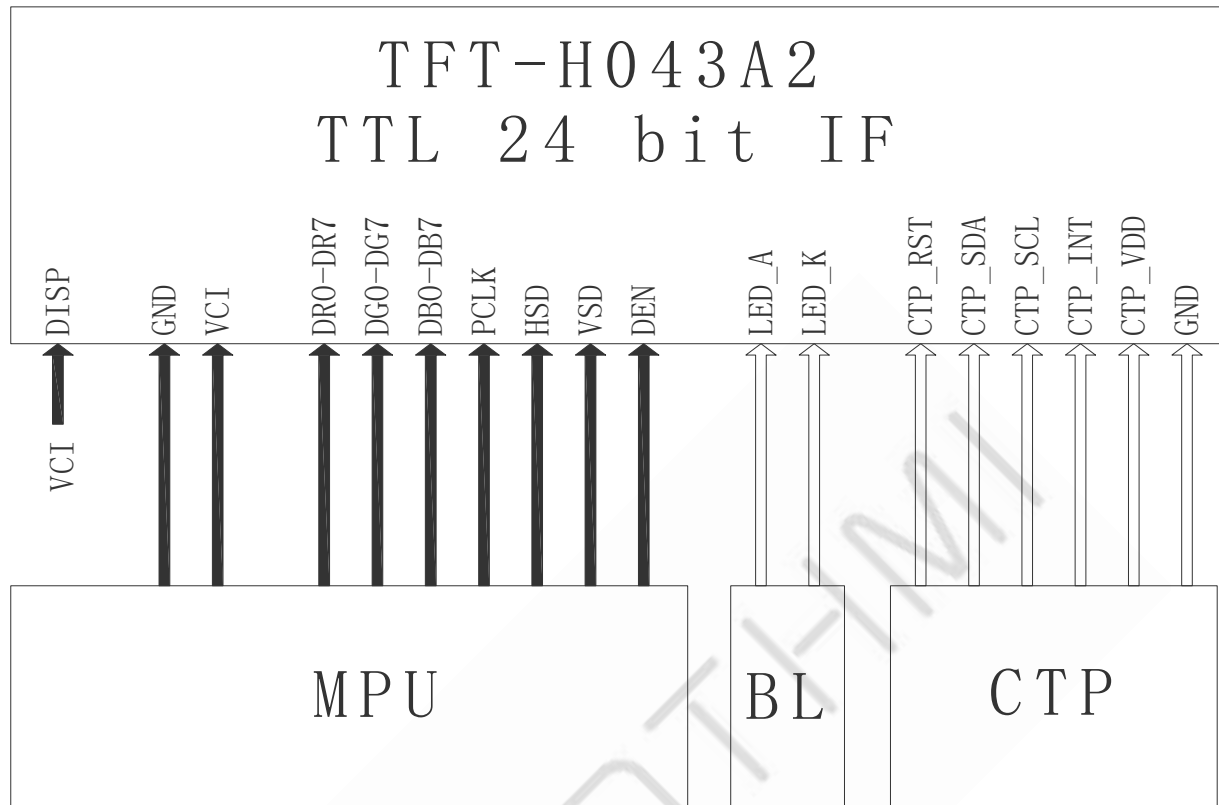 TFT-H043A2
TTL 24 bit IF
DISP
GND
VCI
DR0-DR7
DG0-DG7
DB0-DB7
PCLK
HSD
VSD
DEN
LED_A
LED_K
CTP_RST
CTP_SDA
CTP_SCL
CTP_INT
CTP_VDD
GND
VCI
MPU
BL
CTP